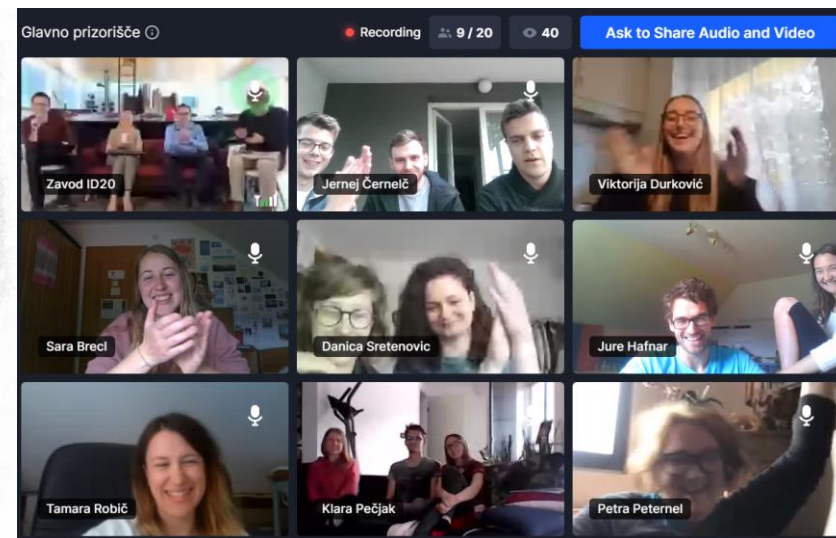 Glavno prizorišče
Recording
9 / 20
40
Ask to Share Audio and Video
Zavod ID20
Jernej Černelč
Viktorija Durković
Sara Brecl
Danica Sretenovic
Jure Hafnar
Tamara Robič
Klara Pečjak
Petra Peternel